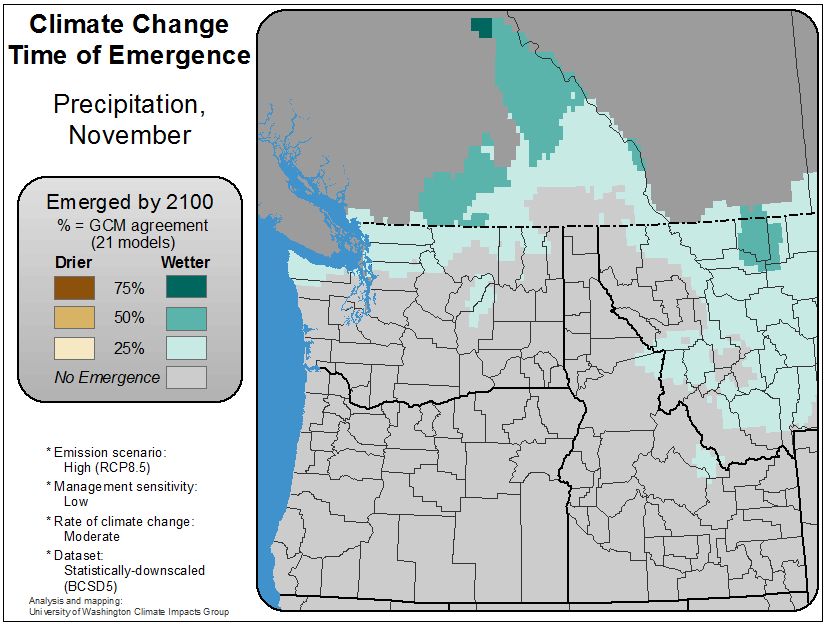 Climate Change
Time of Emergence
Precipitation,
November
Emerged by 2100
% = GCM agreement
(21 models)
Drier Wetter
75%
50%
25%
No Emergence
* Emission scenario:
High (RCP8.5)
* Management sensitivity:
Low
* Rate of climate change:
Moderate
* Dataset:
Statistically-downscaled
(BCSD5)
Analysis and mapping:
University of Washington Climate Impacts Group